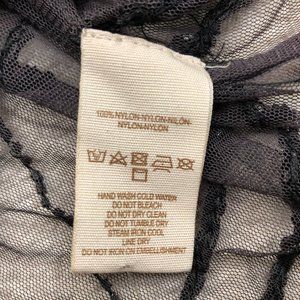 100% NYLON-NYLON-NILÓN-
NYLON-NYLON
HAND WASH COLD WATER
DO NOT BLEACH
DO NOT DRY CLEAN
DO NOT TUMBLE DRY
STEAM IRON COOL
LINE DRY
DO NOT IRON ON EMBELLISHMENT